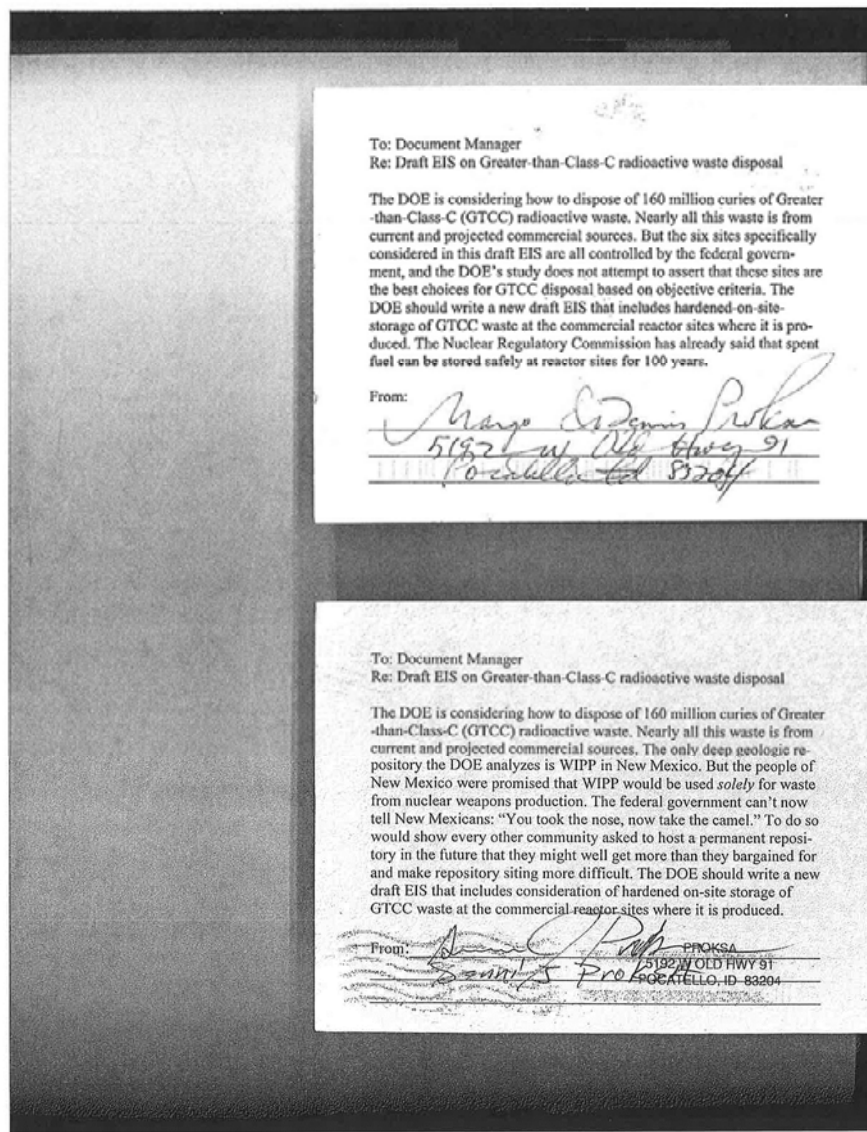 To: Document Manager
Re: Draft EIS on Greater-than-Class-C radioactive waste disposal
The DOE is considering how to dispose of 160 million curies of Greater
-than-Class-C (GTCC) radioactive waste. Nearly all this waste is from
current and projected commercial sources. But the six sites specifically
considered in this draft EIS are all controlled by the federal govern-
ment, and the DOE's study does not attempt to assert that these sites are
the best choices for GTCC disposal based on objective criteria. The
DOE should write a new draft EIS that includes hardened-on-site-
storage of GTCC waste at the commercial reactor sites where it is pro-
duced. The Nuclear Regulatory Commission has already said that spent
fuel can be stored safely at reactor sites for 100 years.
From:
Dennis Proksa
5192 W Old Hwy 91
Pocatello Id 83204
To: Document Manager
Re: Draft EIS on Greater-than-Class-C radioactive waste disposal
The DOE is considering how to dispose of 160 million curies of Greater
-than-Class-C (GTCC) radioactive waste. Nearly all this waste is from
current and projected commercial sources. The only deep geologic re-
pository the DOE analyzes is WIPP in New Mexico. But the people of
New Mexico were promised that WIPP would be used solely for waste
from nuclear weapons production. The federal government can't now
tell New Mexicans: "You took the nose, now take the camel." To do so
would show every other community asked to host a permanent reposi-
tory in the future that they might well get more than they bargained for
and make repository siting more difficult. The DOE should write a new
draft EIS that includes consideration of hardened on-site storage of
GTCC waste at the commercial reactor sites where it is produced.
From:
PROKSA
5192 W OLD HWY 91
POCATELLO, ID 83204